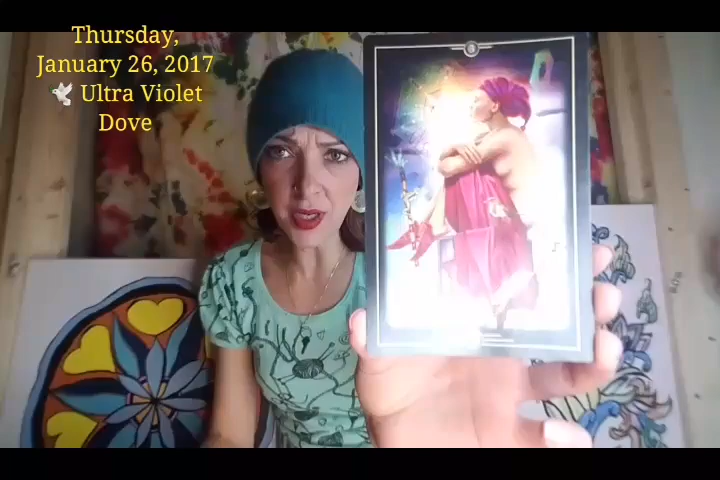 Thursday,
January 26, 2017
🕊 Ultra Violet
Dove